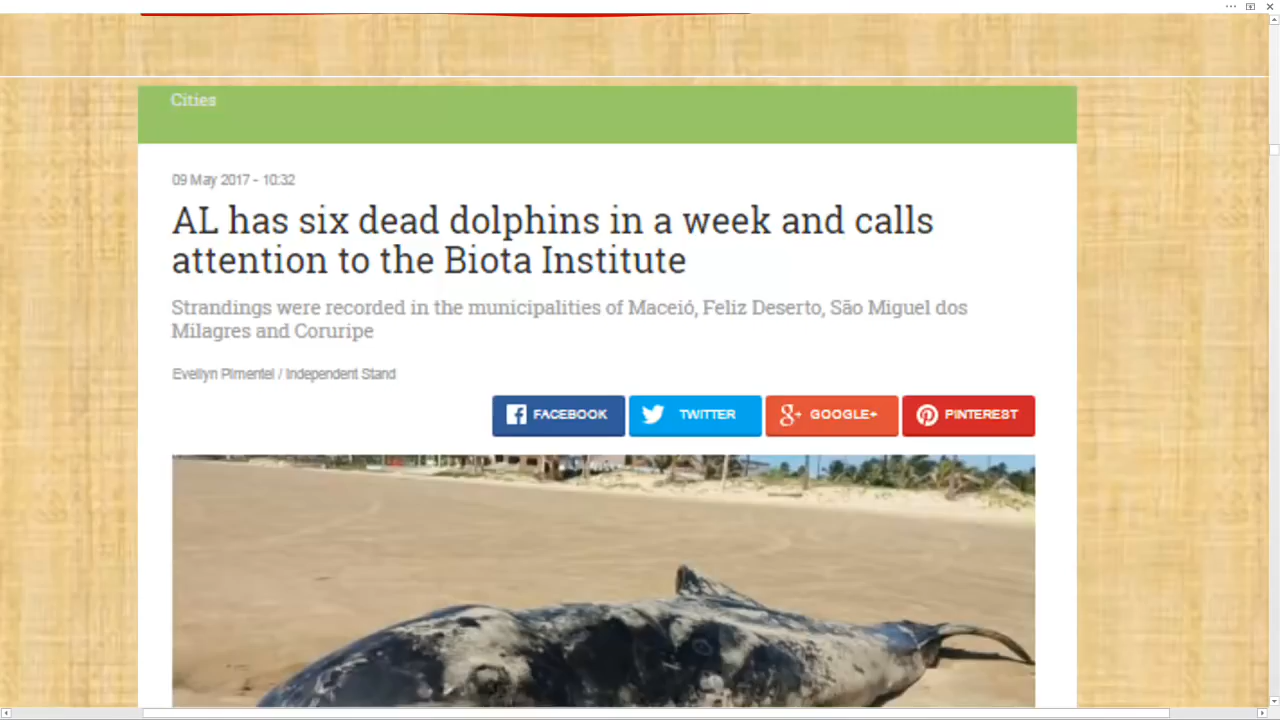 Cities
09 May 2017 - 10:32
AL has six dead dolphins in a week and calls
attention to the Biota Institute
Strandings were recorded in the municipalities of Maceió, Feliz Deserto, São Miguel dos
Milagres and Coruripe
Evellyn Pimentel / Independent Stand
FACEBOOK
TWITTER
GOOGLE+
PINTEREST